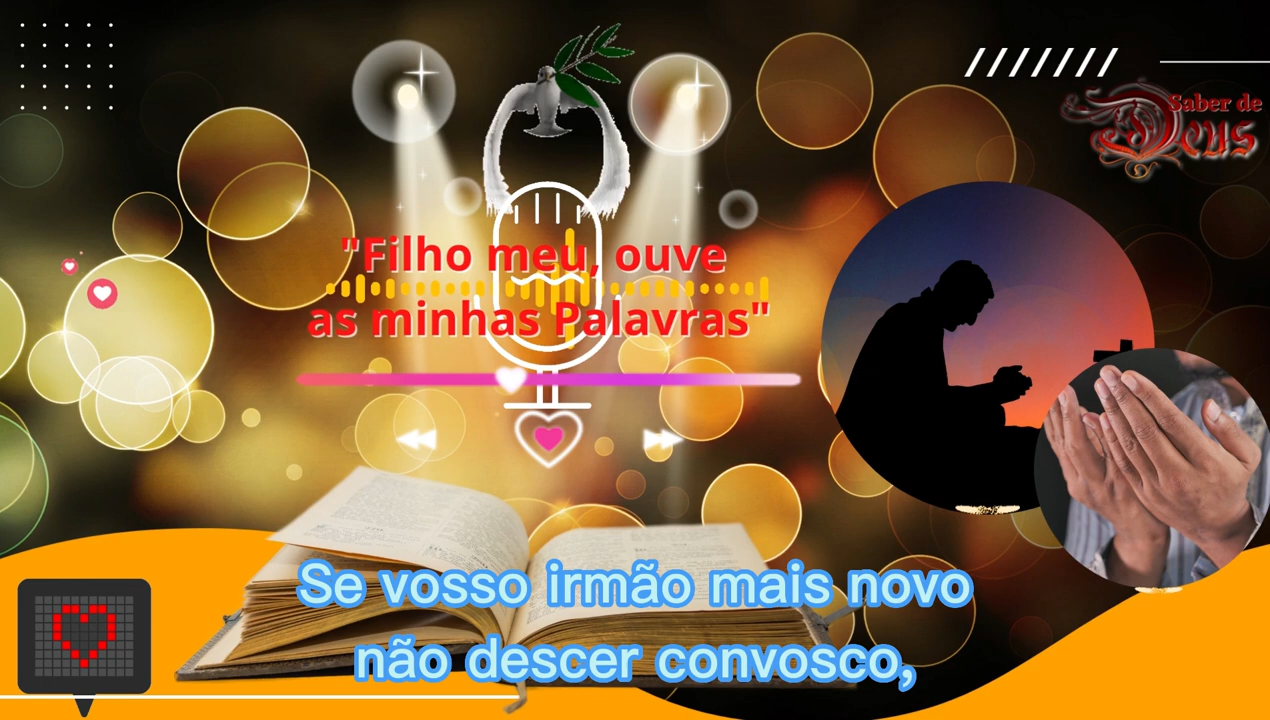 Saber de
Deus
"Filho meu, ouve
as minhas Palavras"
Se vosso irmão mais novo
não descer convosco,